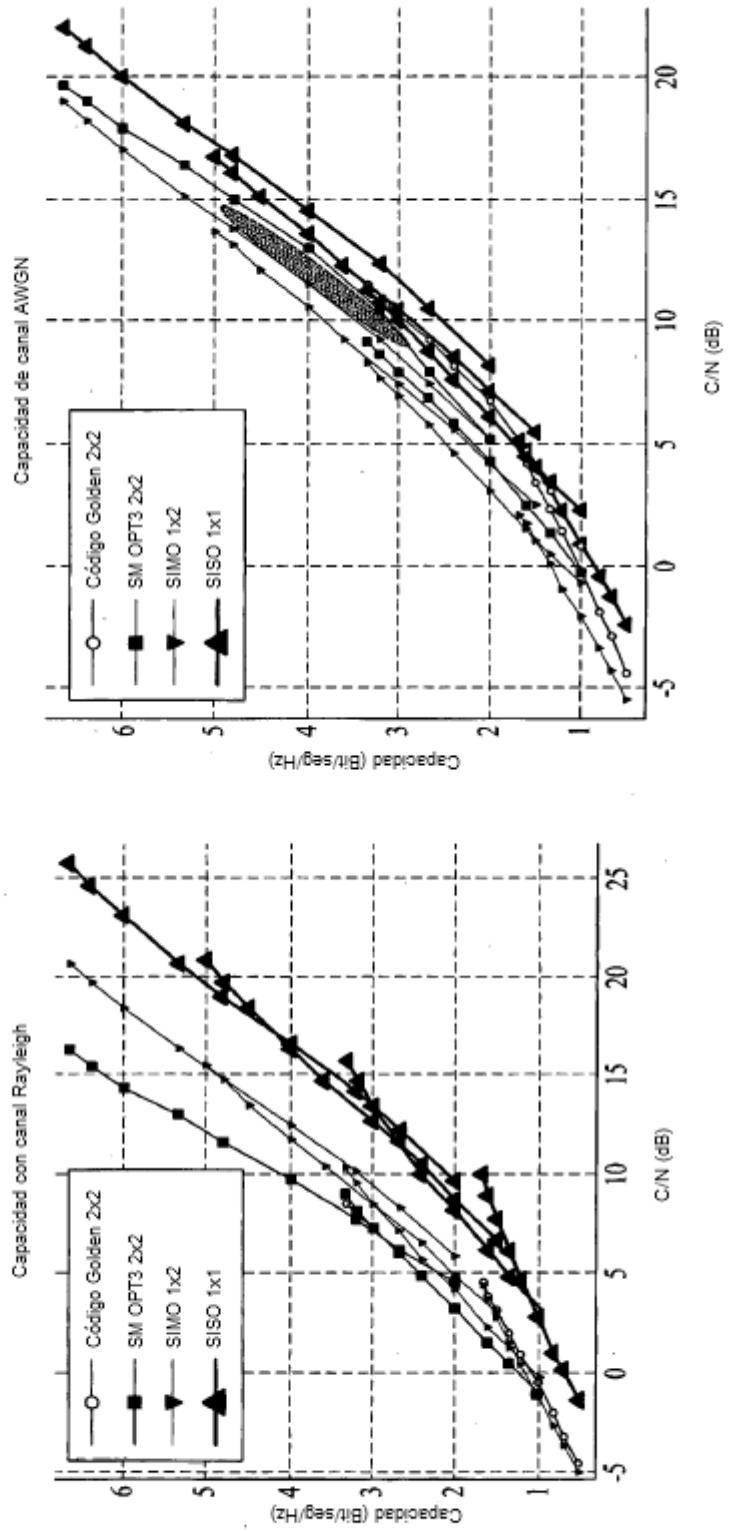 Capacidad con canal Rayleigh
Código Golden 2x2
SM OPT3 2x2
SIMO 1x2
SISO 1x1
Capacidad (Bit/seg/Hz)
6
5
4
3
2
1
-5
0
5
10
15
20
25
C/N (dB)
Capacidad de canal AWGN
Código Golden 2x2
SM OPT3 2x2
SIMO 1x2
SISO 1x1
Capacidad (Bit/seg/Hz)
6
5
4
3
2
1
-5
0
5
10
15
20
C/N (dB)